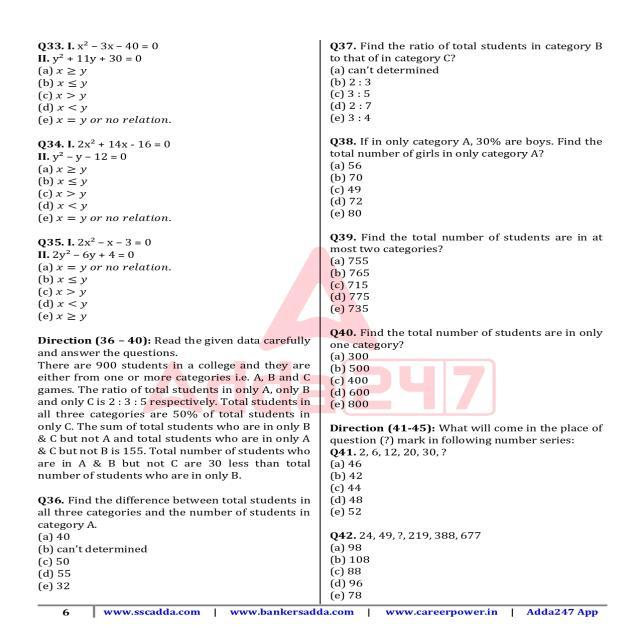 Q33. I. x² – 3x – 40 = 0
II. y² + 11y + 30 = 0
(a) x ≥ y
(b) x ≤ y
(c) x > y
(d) x < y
(e) x = y or no relation.
Q34. I. 2x² + 14x - 16 = 0
II. y² – y – 12 = 0
(a) x ≥ y
(b) x ≤ y
(c) x > y
(d) x < y
(e) x = y or no relation.
Q35. I. 2x² – x – 3 = 0
II. 2y² – 6y + 4 = 0
(a) x = y or no relation.
(b) x ≤ y
(c) x > y
(d) x < y
(e) x ≥ y
Direction (36 – 40): Read the given data carefully
and answer the questions.
There are 900 students in a college and they are
either from one or more categories i.e. A, B and C
games. The ratio of total students in only A, only B
and only C is 2 : 3 : 5 respectively. Total students in
all three categories are 50% of total students in
only C. The sum of total students who are in only B
& C but not A and total students who are in only A
& C but not B is 155. Total number of students who
are in A & B but not C are 30 less than total
number of students who are in only B.
Q36. Find the difference between total students in
all three categories and the number of students in
category A.
(a) 40
(b) can't determined
(c) 50
(d) 55
(e) 32
Q37. Find the ratio of total students in category B
to that of in category C?
(a) can't determined
(b) 2 : 3
(c) 3 : 5
(d) 2 : 7
(e) 3 : 4
Q38. If in only category A, 30% are boys. Find the
total number of girls in only category A?
(a) 56
(b) 70
(c) 49
(d) 72
(e) 80
Q39. Find the total number of students are in at
most two categories?
(a) 755
(b) 765
(c) 715
(d) 775
(e) 735
Q40. Find the total number of students are in only
one category?
(a) 300
(b) 500
(c) 400
(d) 600
(e) 800
Direction (41-45): What will come in the place of
question (?) mark in following number series:
Q41. 2, 6, 12, 20, 30, ?
(a) 46
(b) 42
(c) 44
(d) 48
(e) 52
Q42. 24, 49, ?, 219, 388, 677
(a) 98
(b) 108
(c) 88
(d) 96
(e) 78
Adda247
6 | www.sscadda.com | www.bankersadda.com | www.careerpower.in | Adda247 App